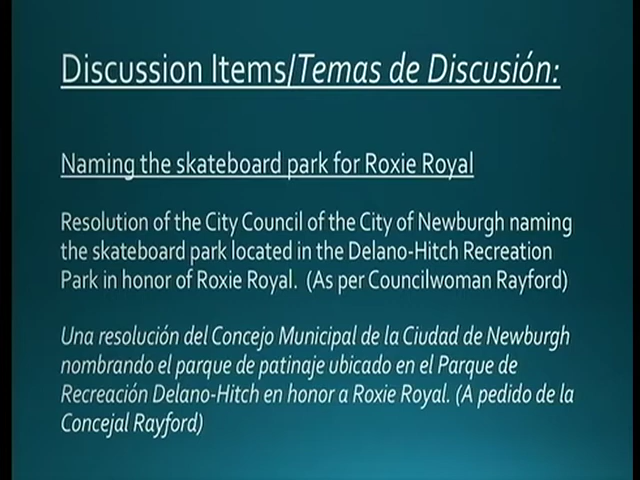 Discussion Items/Temas de Discusión:
Naming the skateboard park for Roxie Royal
Resolution of the City Council of the City of Newburgh naming
the skateboard park located in the Delano-Hitch Recreation
Park in honor of Roxie Royal. (As per Councilwoman Rayford)
Una resolución del Concejo Municipal de la Ciudad de Newburgh
nombrando el parque de patinaje ubicado en el Parque de
Recreación Delano-Hitch en honor a Roxie Royal. (A pedido de la
Concejal Rayford)